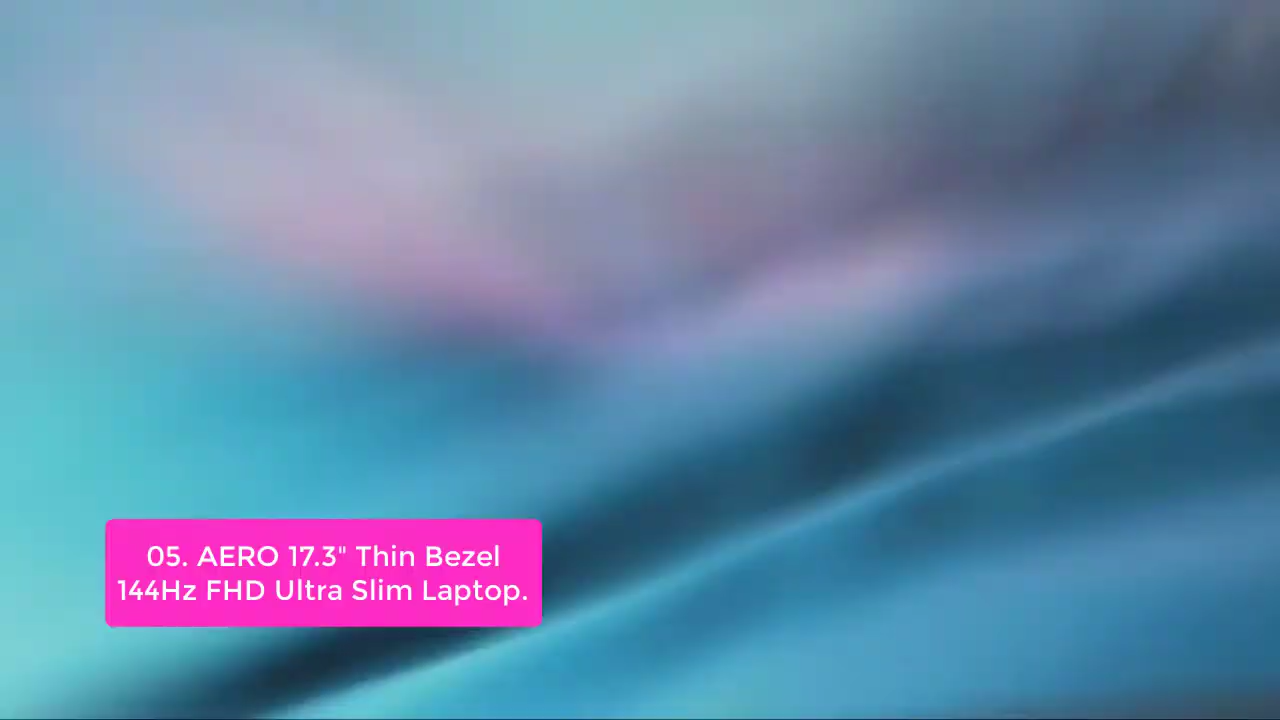 05. AERO 17.3" Thin Bezel
144Hz FHD Ultra Slim Laptop.